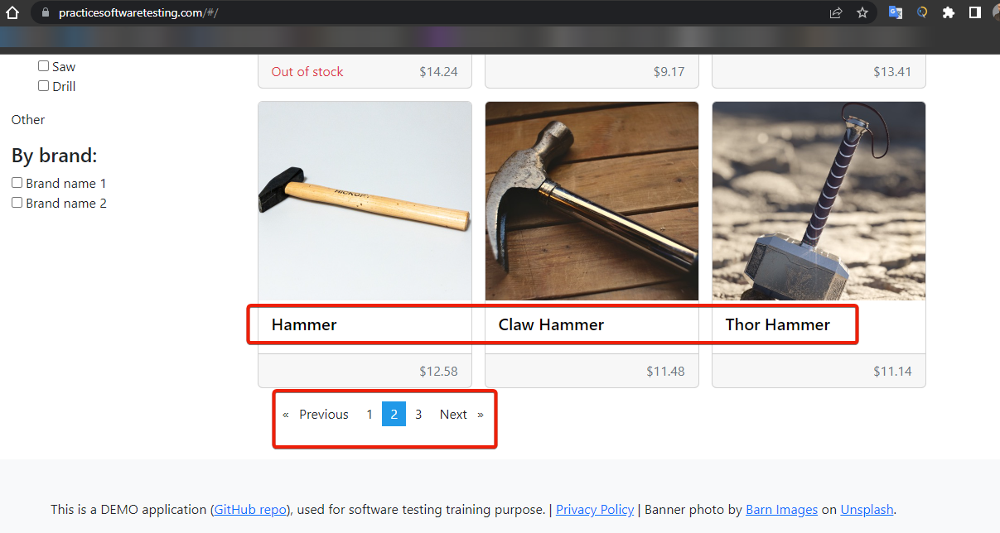 practicesoftwaretesting.com/#/
Saw
Drill
Other
By brand:
Brand name 1
Brand name 2
Out of stock $14.24
$9.17
$13.41
Hammer
Claw Hammer
Thor Hammer
$12.58
$11.48
$11.14
« Previous 1 2 3 Next »
This is a DEMO application (GitHub repo), used for software testing training purpose. | Privacy Policy | Banner photo by Barn Images on Unsplash.